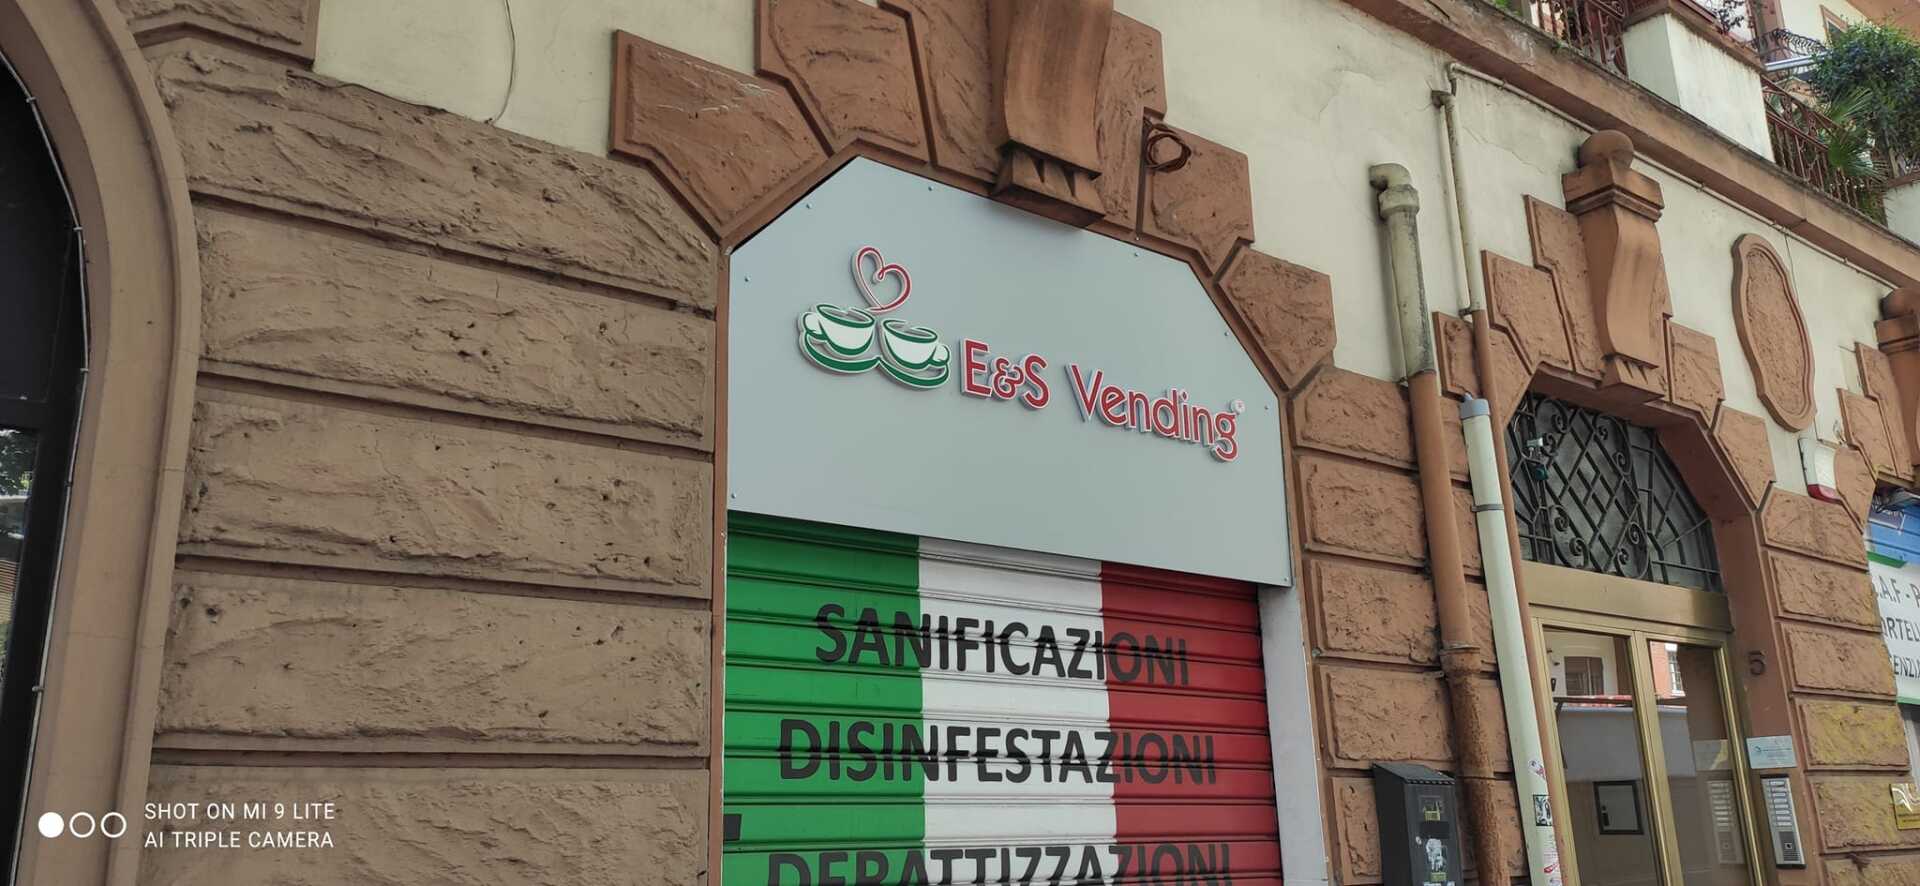 E&S Vending
SANIFICAZIONI
DISINFESTAZIONI
DERATTIZZAZIONI
5
SHOT ON MI 9 LITE
AI TRIPLE CAMERA